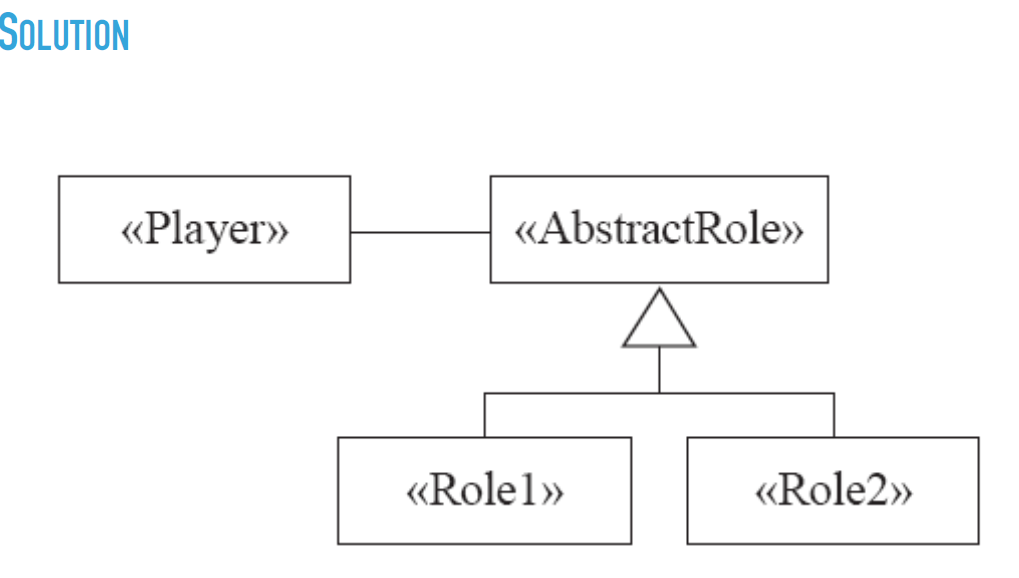 SOLUTION
«Player»
«AbstractRole»
«Role1»
«Role2»